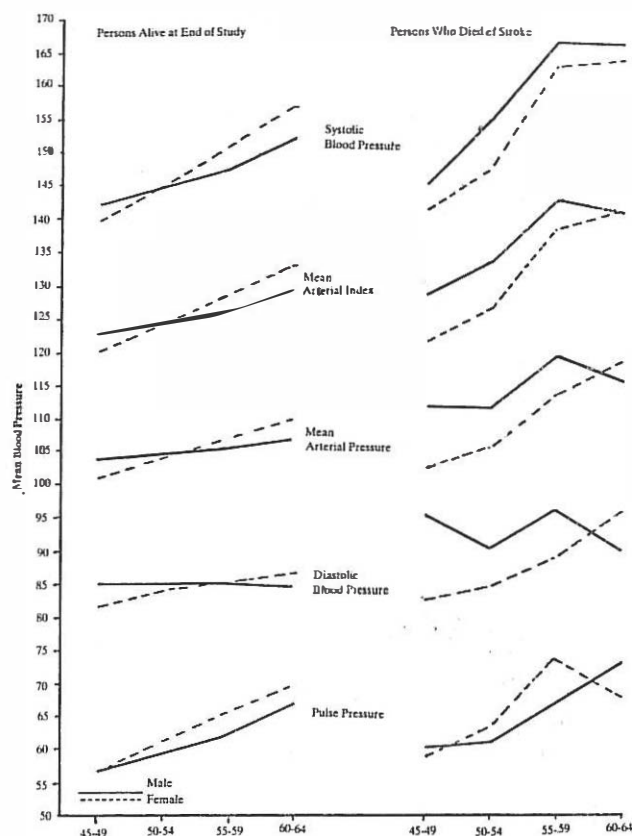 Persons Alive at End of Study
Persons Who Died of Stroke
170
165
160
155
150
145
140
135
130
125
120
115
110
105
100
95
90
85
80
75
70
65
60
55
50
Mean Blood Pressure
Systolic
Blood Pressure
Mean
Arterial Index
Mean
Arterial Pressure
Diastolic
Blood Pressure
Pulse Pressure
Male
Female
45-49 50-54 55-59 60-64
45-49 50-54 55-59 60-64